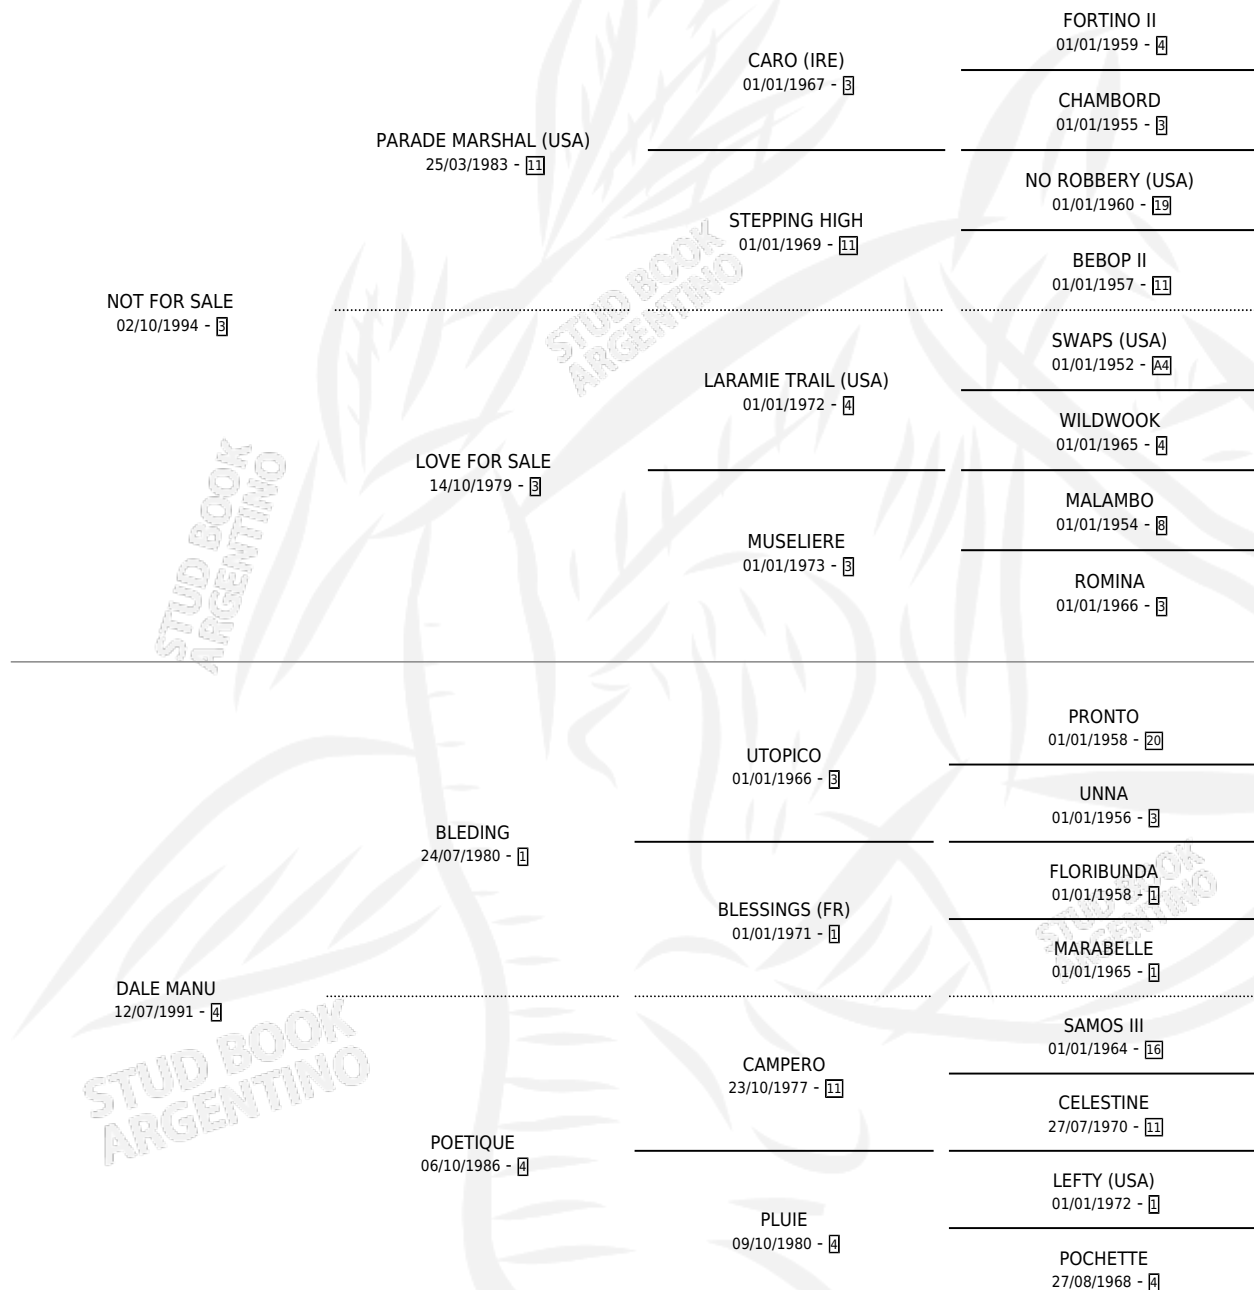 NOT FOR SALE
02/10/1994 - 3
PARADE MARSHAL (USA)
25/03/1983 - 11
LOVE FOR SALE
14/10/1979 - 3
CARO (IRE)
01/01/1967 - 3
STEPPING HIGH
01/01/1969 - 11
LARAMIE TRAIL (USA)
01/01/1972 - 4
MUSELIERE
01/01/1973 - 3
FORTINO II
01/01/1959 - 4
CHAMBORD
01/01/1955 - 3
NO ROBBERY (USA)
01/01/1960 - 19
BEBOP II
01/01/1957 - 11
SWAPS (USA)
01/01/1952 - A4
WILDWOOK
01/01/1965 - 4
MALAMBO
01/01/1954 - 8
ROMINA
01/01/1966 - 3
DALE MANU
12/07/1991 - 4
BLEDING
24/07/1980 - 1
POETIQUE
06/10/1986 - 4
UTOPICO
01/01/1966 - 3
BLESSINGS (FR)
01/01/1971 - 1
CAMPERO
23/10/1977 - 11
PLUIE
09/10/1980 - 4
PRONTO
01/01/1958 - 20
UNNA
01/01/1956 - 3
FLORIBUNDA
01/01/1958 - 1
MARABELLE
01/01/1965 - 1
SAMOS III
01/01/1964 - 16
CELESTINE
27/07/1970 - 11
LEFTY (USA)
01/01/1972 - 1
POCHETTE
27/08/1968 - 4
STUD BOOK
ARGENTINO
STUD BOOK
ARGENTINO
STUD BOOK
ARGENTINO
STUD BOOK
ARGENTINO